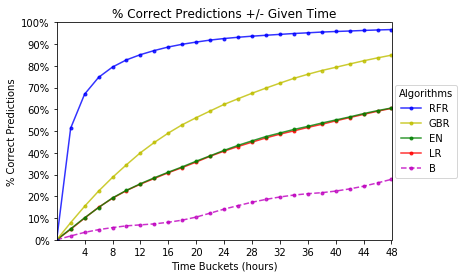 % Correct Predictions +/- Given Time
100%
90%
80%
70%
60%
50%
40%
30%
20%
10%
0%
% Correct Predictions
4 8 12 16 20 24 28 32 36 40 44 48
Time Buckets (hours)
Algorithms
RFR
GBR
EN
LR
B